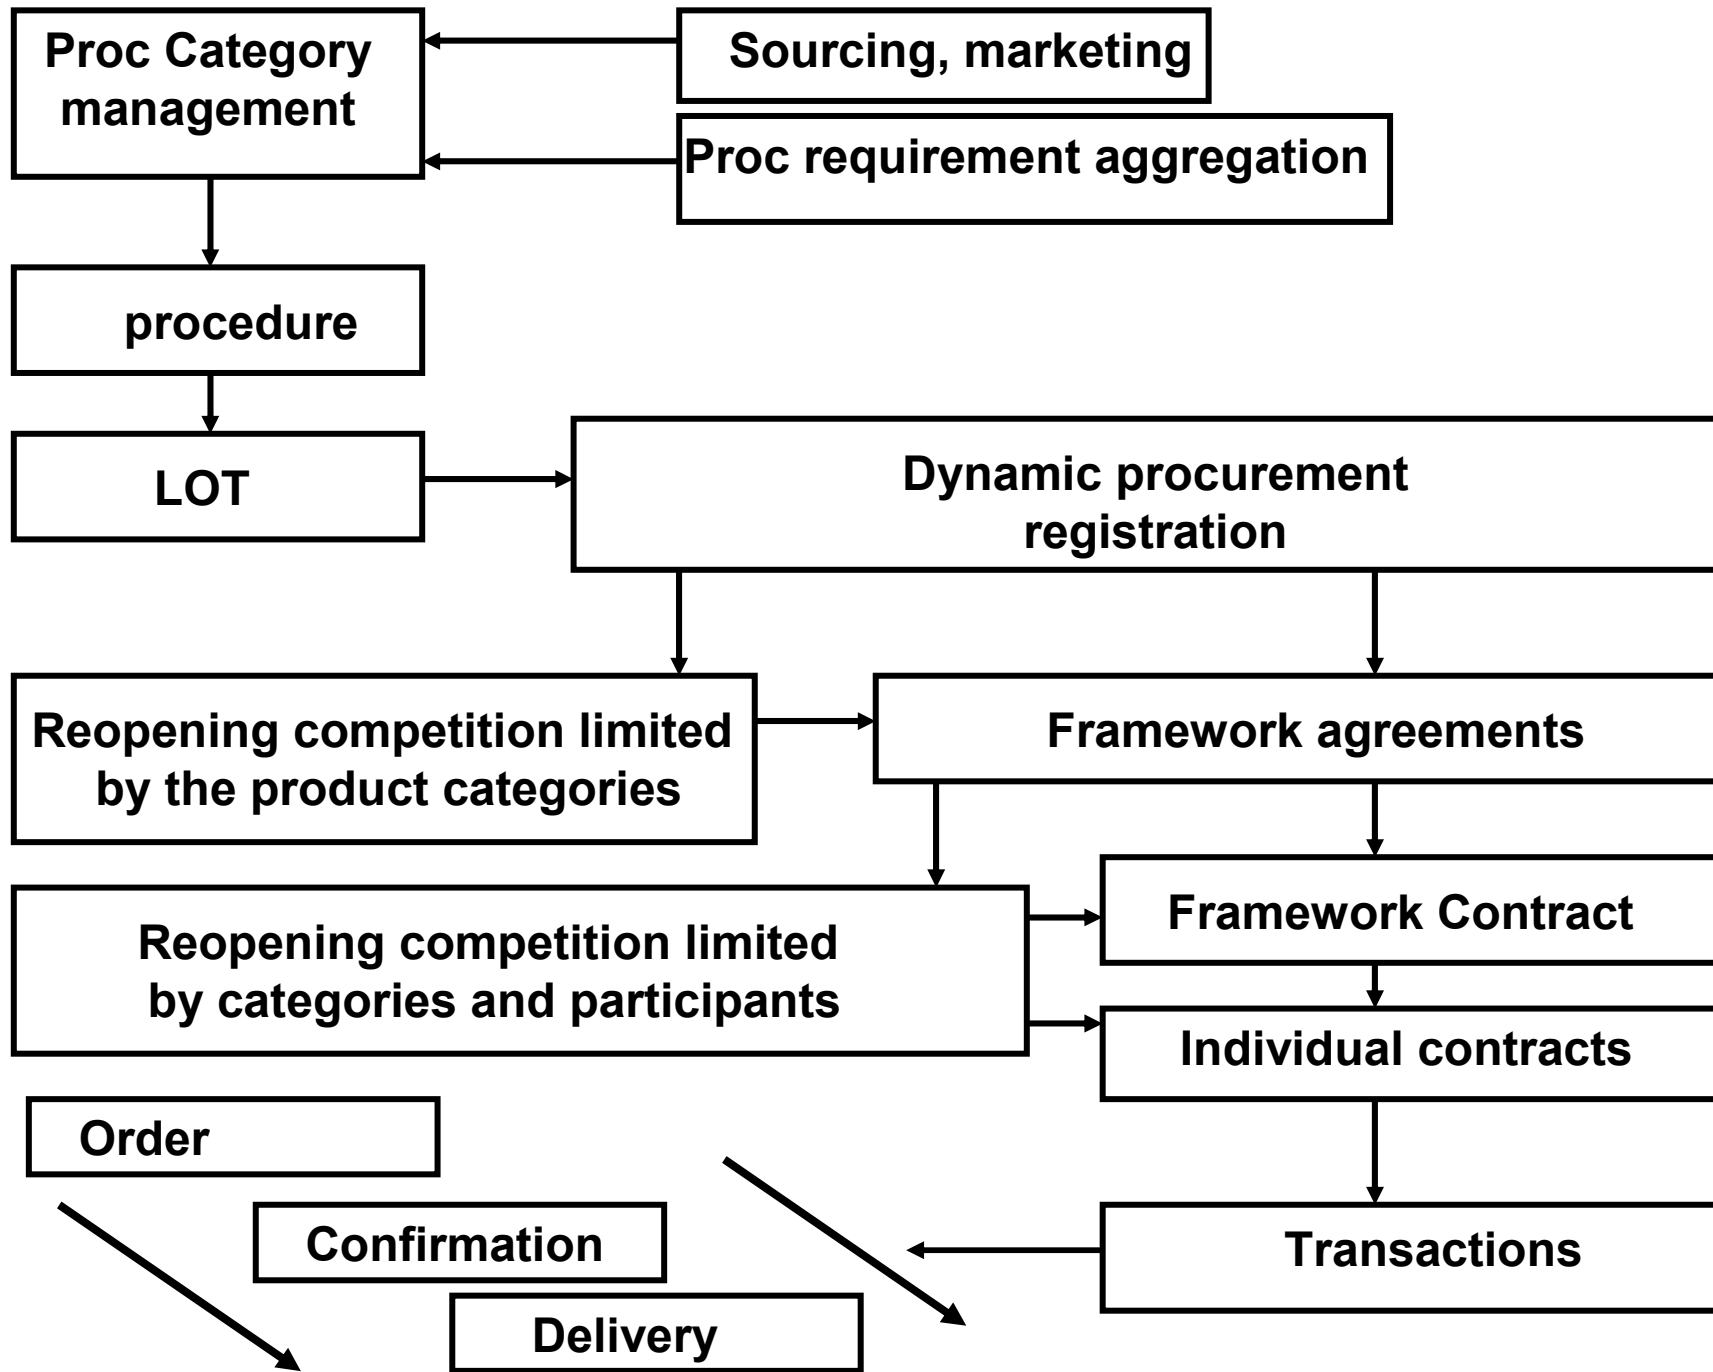 Proc Category
management
Sourcing, marketing
Proc requirement aggregation
procedure
LOT
Dynamic procurement
registration
Reopening competition limited
by the product categories
Framework agreements
Framework Contract
Reopening competition limited
by categories and participants
Individual contracts
Order
Confirmation
Transactions
Delivery